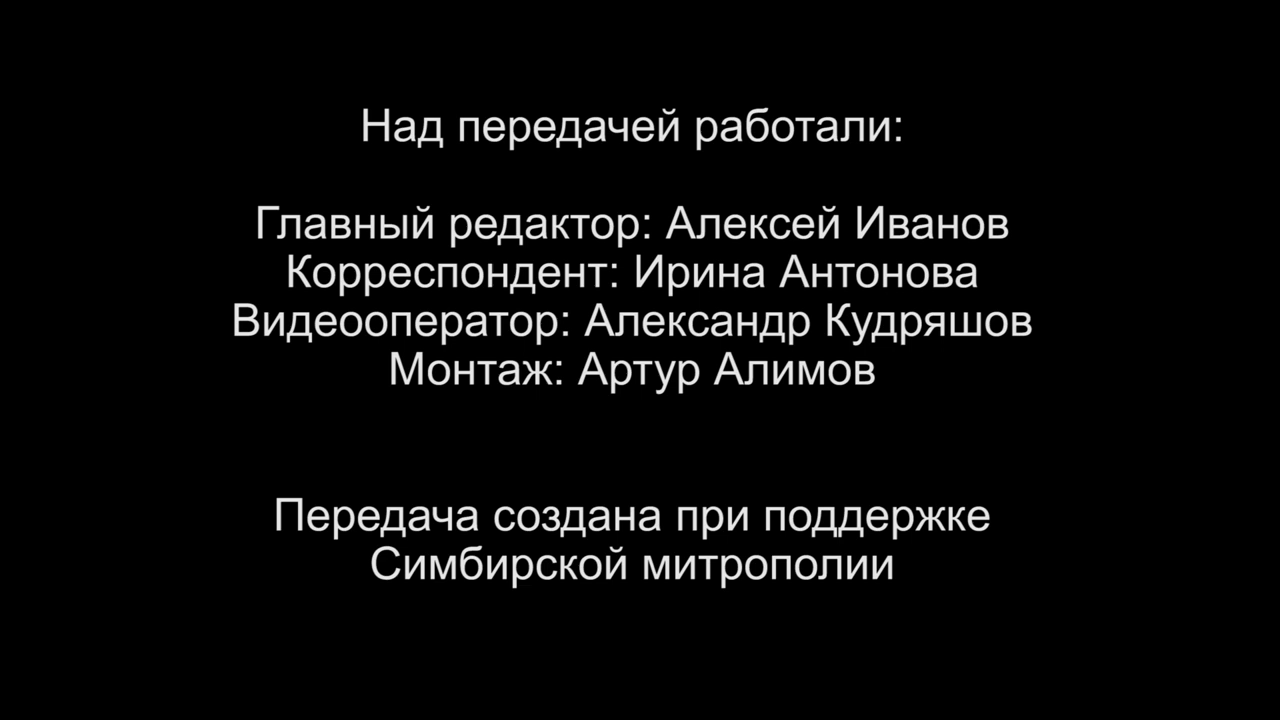 Над передачей работали:
Главный редактор: Алексей Иванов
Корреспондент: Ирина Антонова
Видеооператор: Александр Кудряшов
Монтаж: Артур Алимов
Передача создана при поддержке
Симбирской митрополии